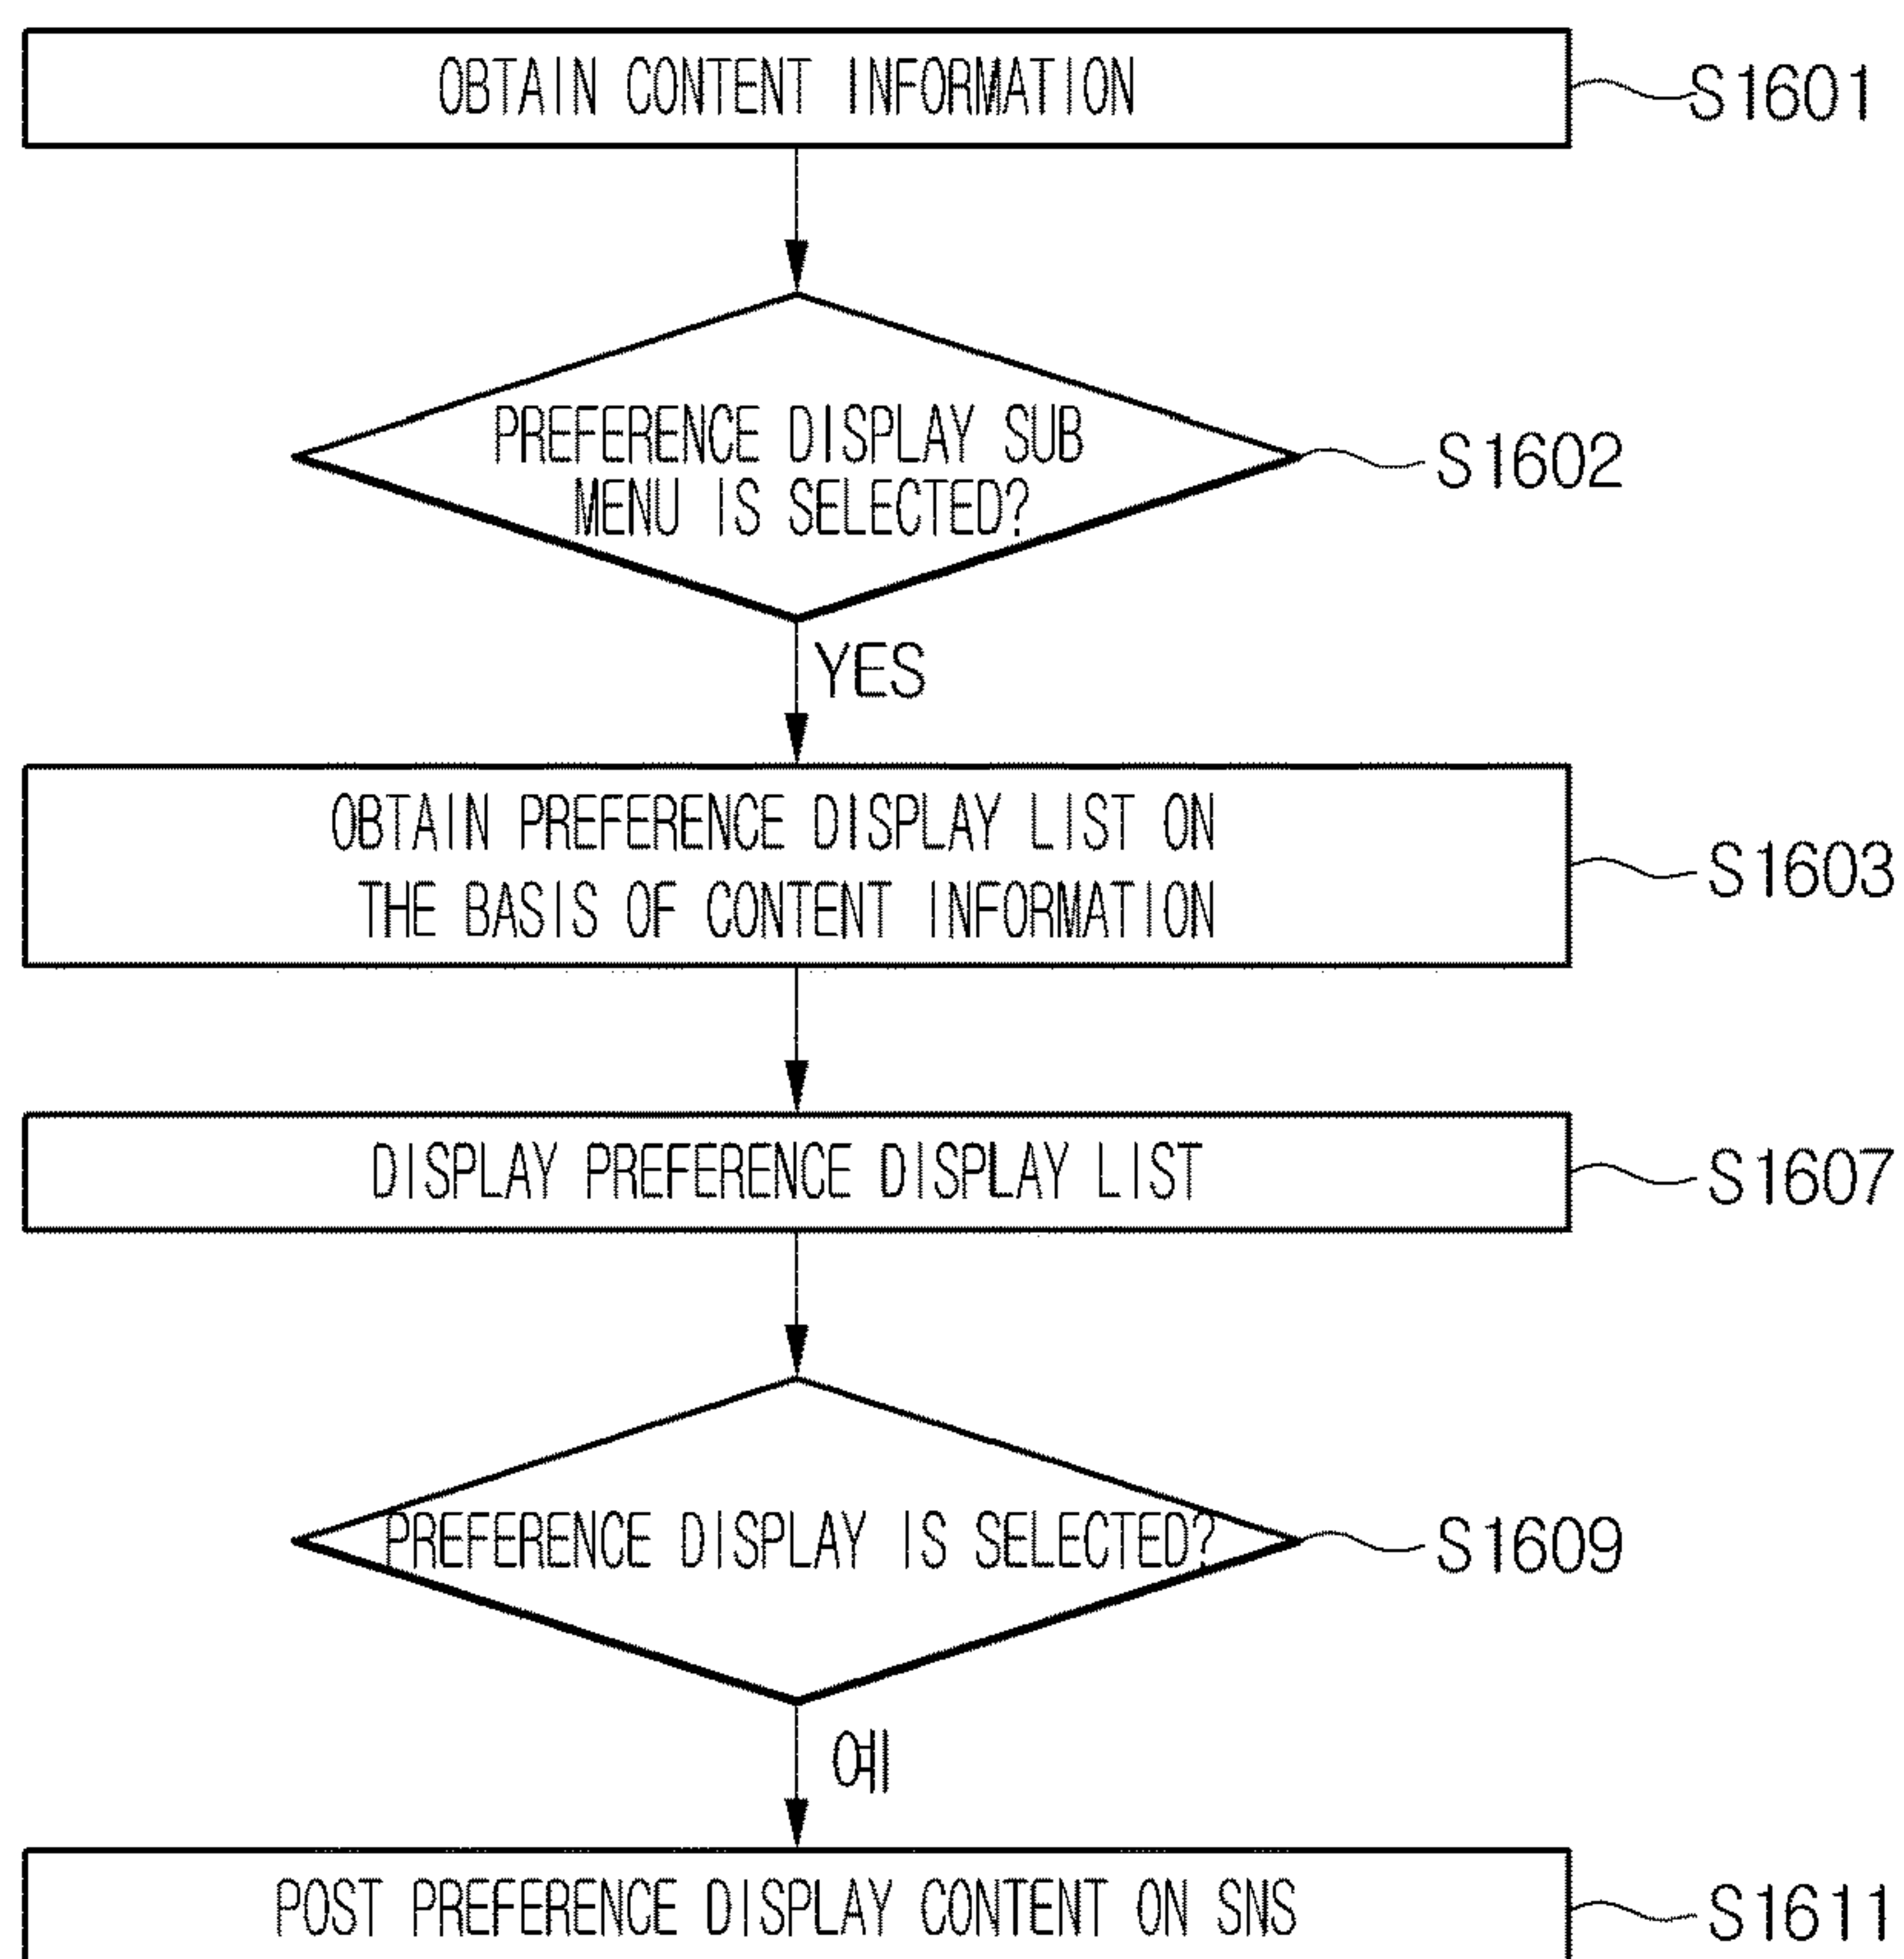 OBTAIN CONTENT INFORMATION
S1601
PREFERENCE DISPLAY SUB
MENU IS SELECTED?
S1602
YES
OBTAIN PREFERENCE DISPLAY LIST ON
THE BASIS OF CONTENT INFORMATION
S1603
DISPLAY PREFERENCE DISPLAY LIST
S1607
PREFERENCE DISPLAY IS SELECTED?
S1609
예
POST PREFERENCE DISPLAY CONTENT ON SNS
S1611